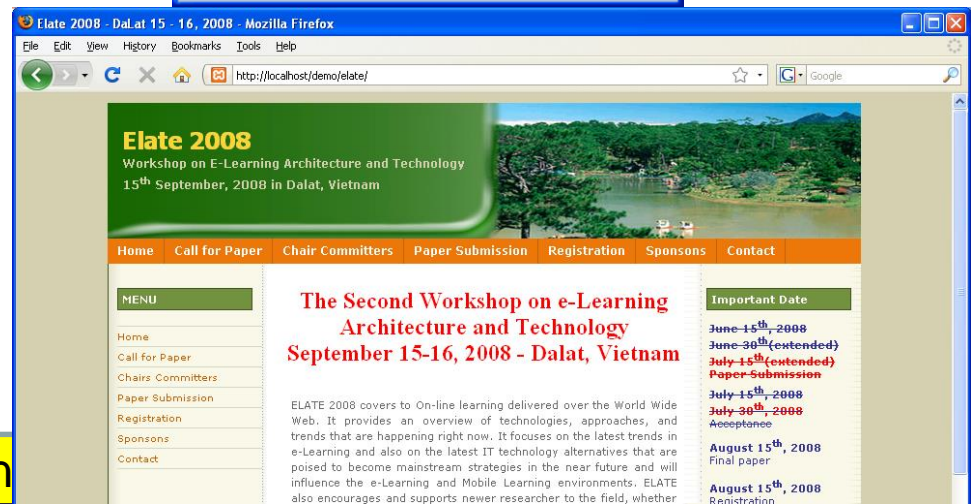 Elate 2008 - DaLat 15 - 16, 2008 - Mozilla Firefox
File Edit View History Bookmarks Tools Help
http://localhost/demo/elate/
Google
Elate 2008
Workshop on E-Learning Architecture and Technology
15th September, 2008 in Dalat, Vietnam
Home Call for Paper Chair Committers Paper Submission Registration Sponsons Contact
MENU
Home
Call for Paper
Chairs Committers
Paper Submission
Registration
Sponsons
Contact
The Second Workshop on e-Learning
Architecture and Technology
September 15-16, 2008 - Dalat, Vietnam
ELATE 2008 covers to On-line learning delivered over the World Wide
Web. It provides an overview of technologies, approaches, and
trends that are happening right now. It focuses on the latest trends in
e-Learning and also on the latest IT technology alternatives that are
poised to become mainstream strategies in the near future and will
influence the e-Learning and Mobile Learning environments. ELATE
also encourages and supports newer researcher to the field, whether
Important Date
June 15th, 2008
June 30th(extended)
July 15th(extended)
Paper Submission
July 15th, 2008
July 30th, 2008
Acceptance
August 15th, 2008
Final paper
August 15th, 2008
Registration